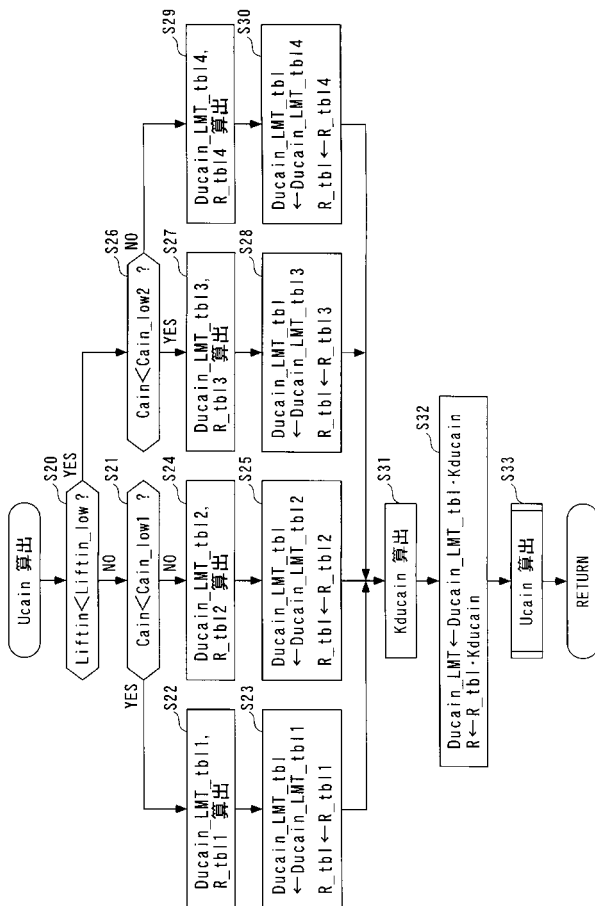 Ucain 算出
S20
Liftin<Liftin_low ?
YES
NO
S21
Cain<Cain_low1 ?
YES
NO
S22
Ducain_LMT_tbl1,
R_tbl1 算出
S23
Ducain_LMT_tbl
←Ducain_LMT_tbl1
R_tbl←R_tbl1
S24
Ducain_LMT_tbl2,
R_tbl2 算出
S25
Ducain_LMT_tbl
←Ducain_LMT_tbl2
R_tbl←R_tbl2
S26
Cain<Cain_low2 ?
NO
YES
S27
Ducain_LMT_tbl3,
R_tbl3 算出
S28
Ducain_LMT_tbl
←Ducain_LMT_tbl3
R_tbl←R_tbl3
S29
Ducain_LMT_tbl4,
R_tbl4 算出
S30
Ducain_LMT_tbl
←Ducain_LMT_tbl4
R_tbl←R_tbl4
S31
Kducain 算出
S32
Ducain_LMT←Ducain_LMT_tbl·Kducain
R←R_tbl·Kducain
S33
Ucain 算出
RETURN